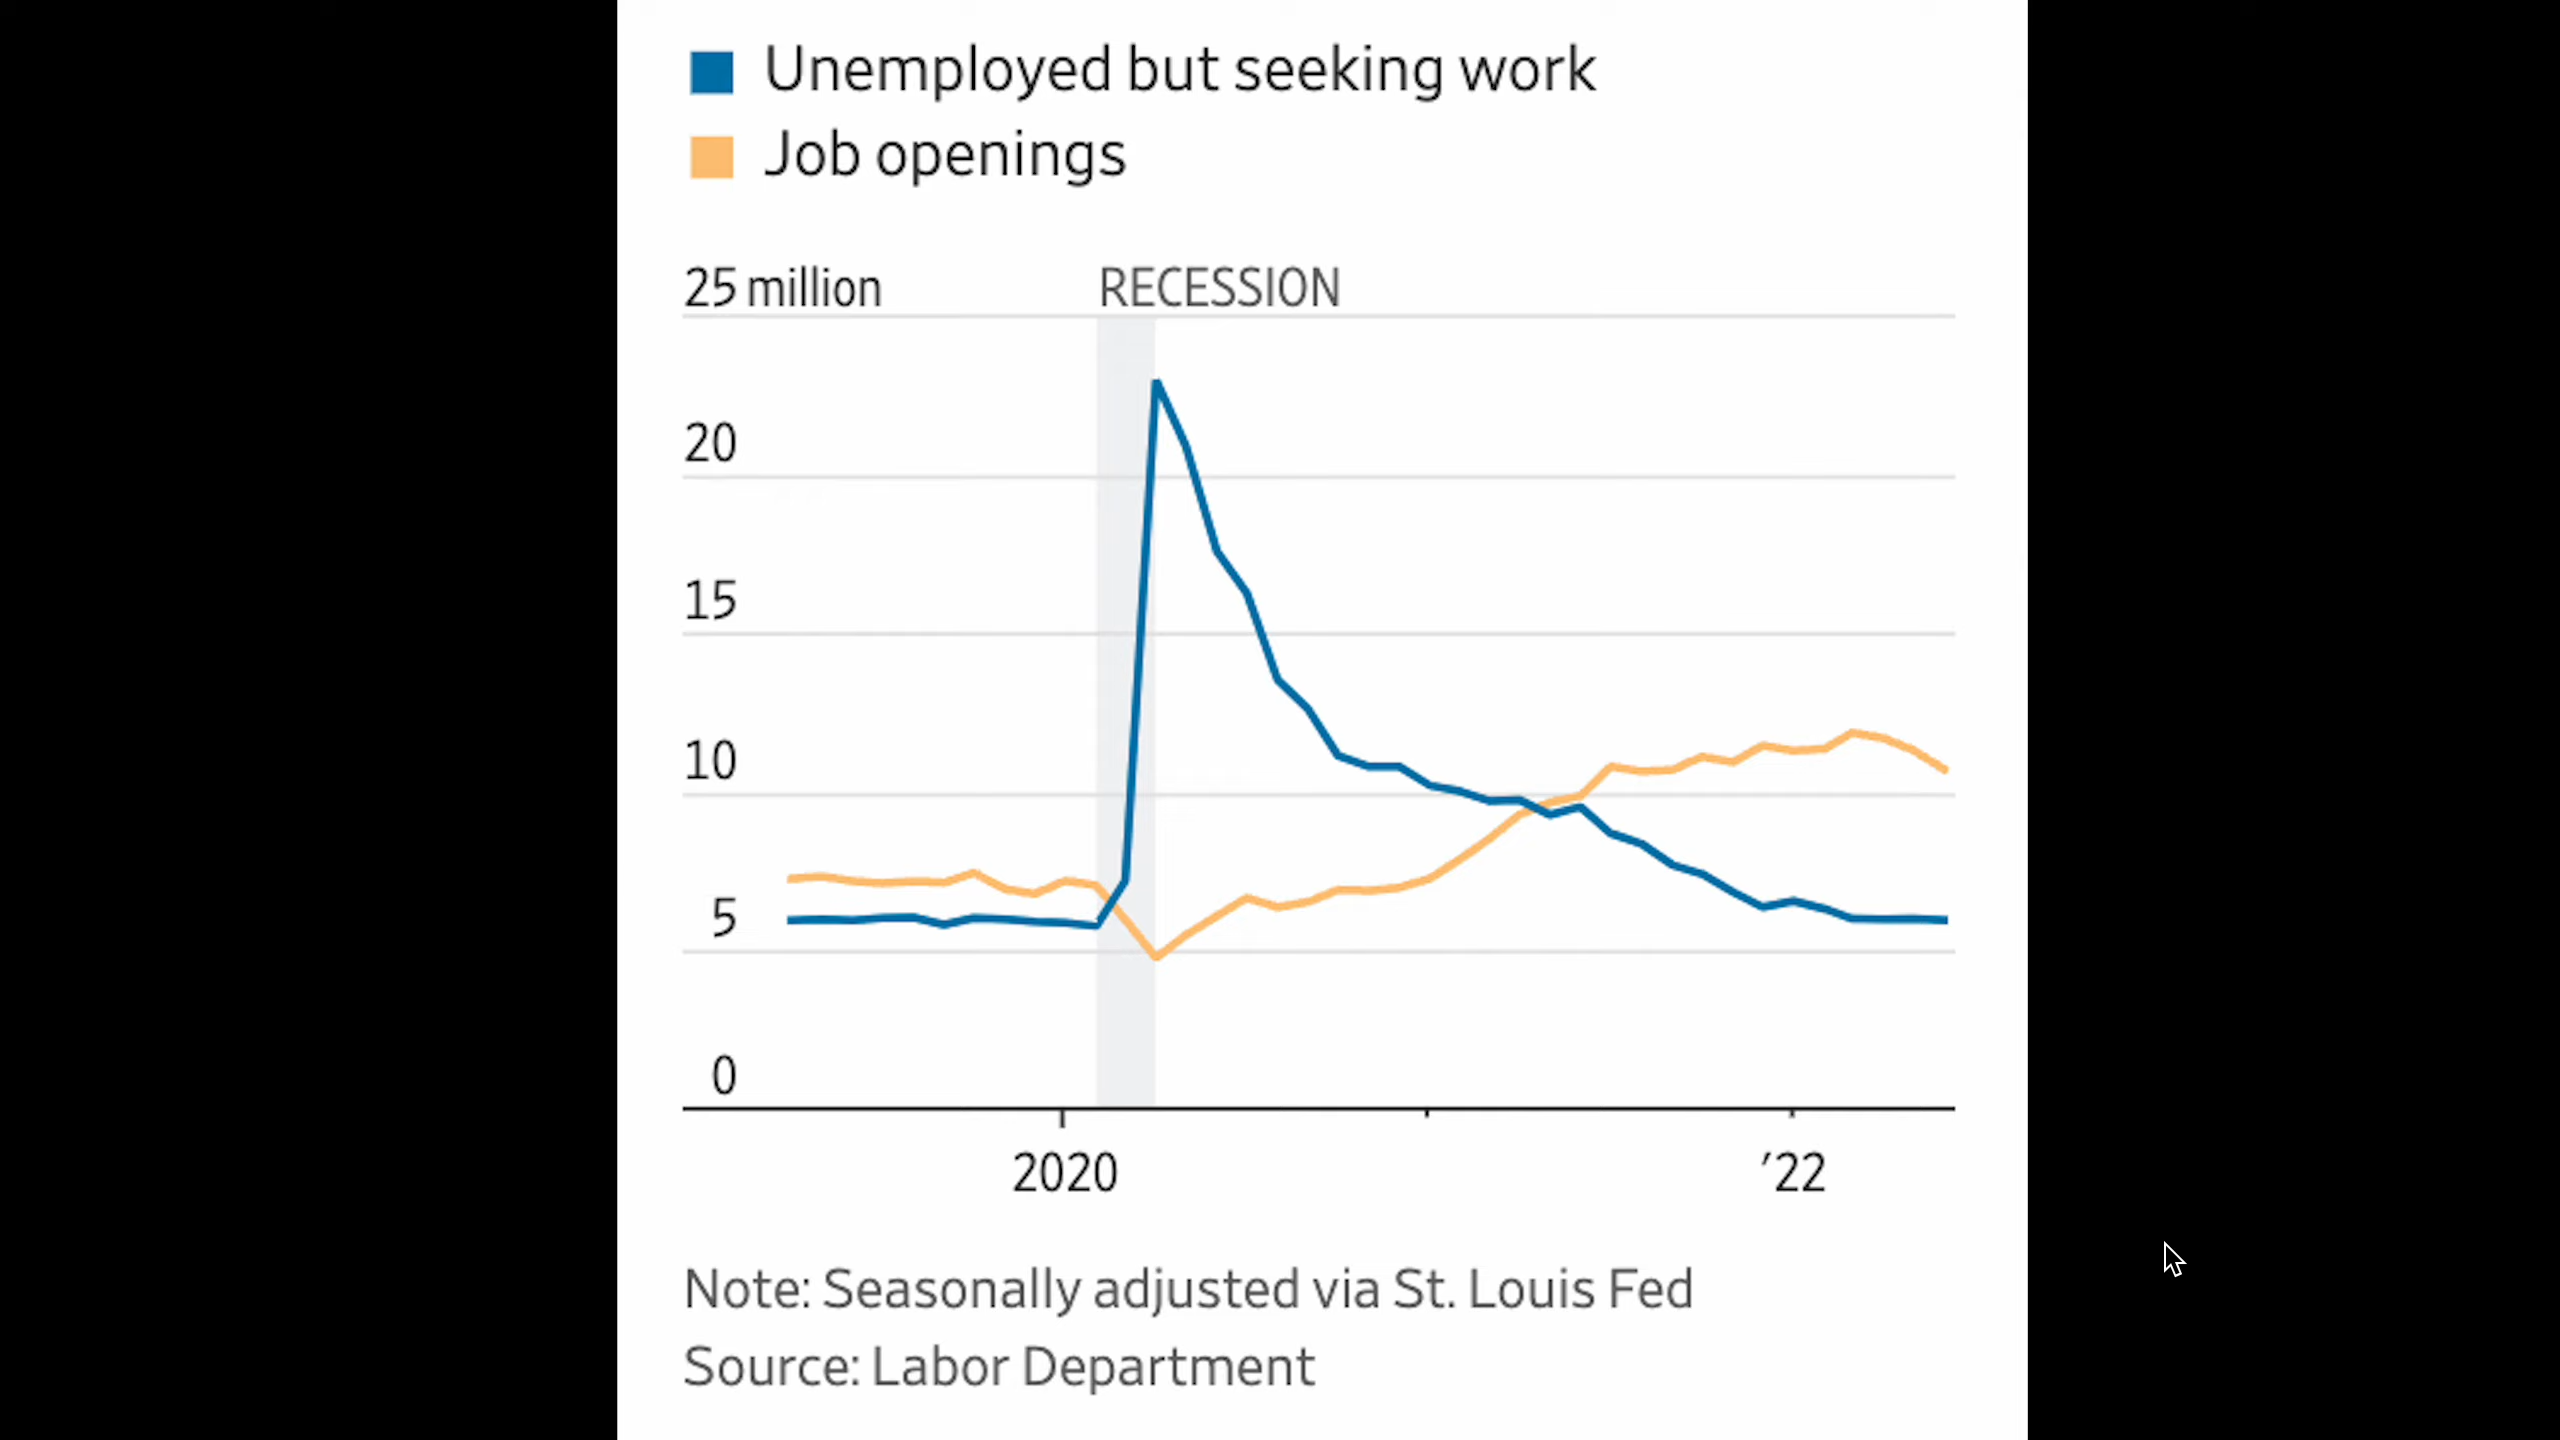 Unemployed but seeking work
Job openings
25 million
RECESSION
20
15
10
5
0
2020
’22
Note: Seasonally adjusted via St. Louis Fed
Source: Labor Department